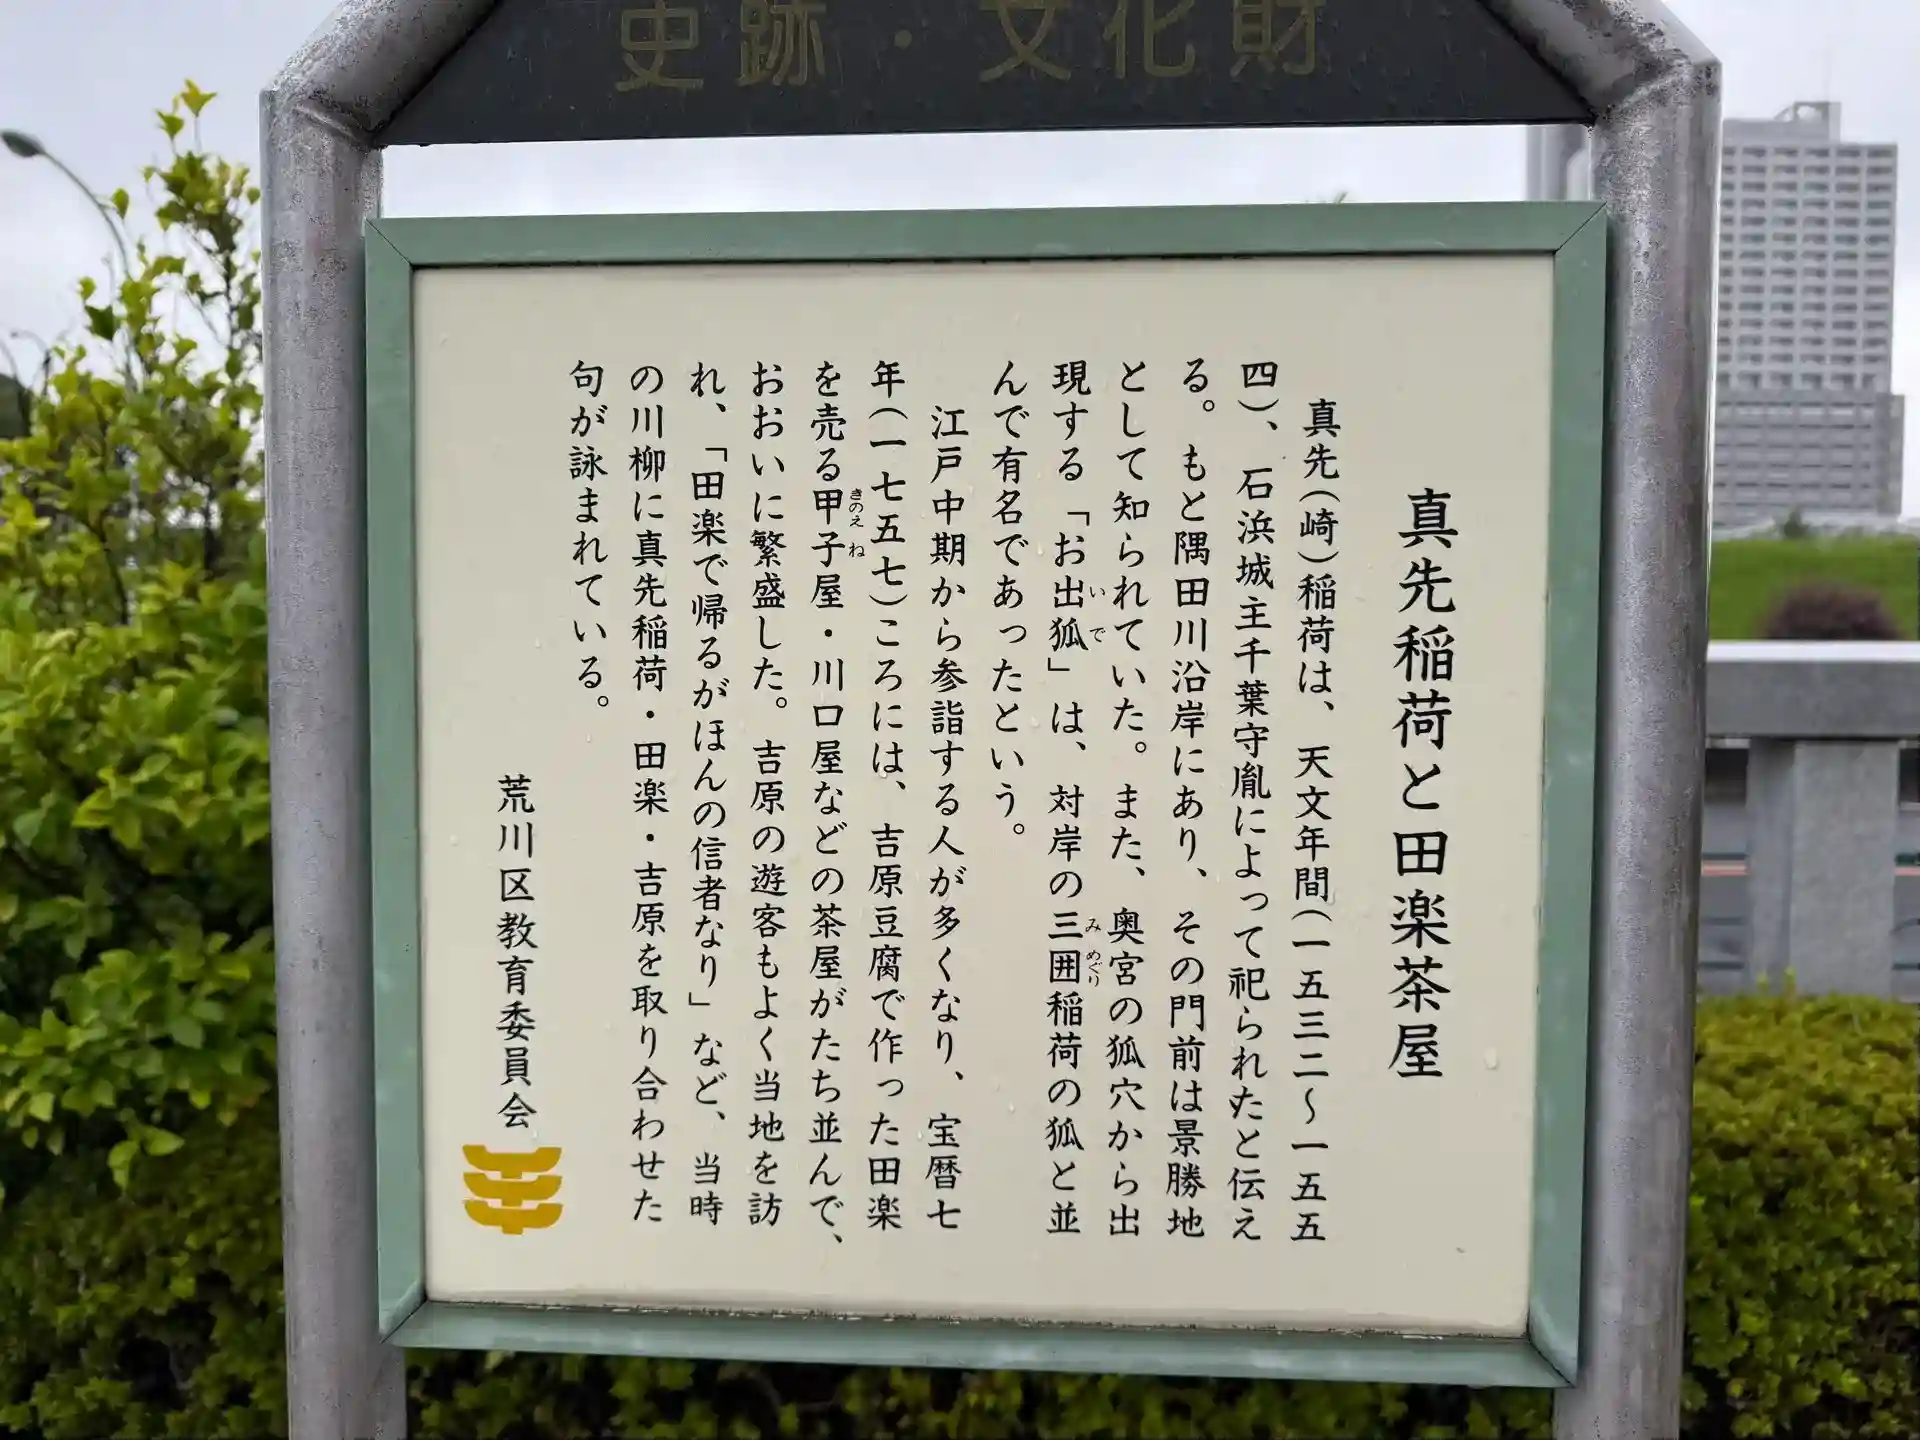 史跡・文化財
真先稲荷と田楽茶屋
真先(崎)稲荷は、天文年間(一五三二〜一五五
四)、石浜城主千葉守胤によって祀られたと伝え
る。もと隅田川沿岸にあり、その門前は景勝地
として知られていた。また、奥宮の狐穴から出
現する「お出狐」は、対岸の三囲稲荷の狐と並
いで
みめぐり
んで有名であったという。
江戸中期から参詣する人が多くなり、宝暦七
年(一七五七)ころには、吉原豆腐で作った田楽
を売る甲子屋・川口屋などの茶屋がたち並んで、
きのえね
おおいに繁盛した。吉原の遊客もよく当地を訪
れ、「田楽で帰るがほんの信者なり」など、当時
の川柳に真先稲荷・田楽・吉原を取り合わせた
句が詠まれている。
荒川区教育委員会